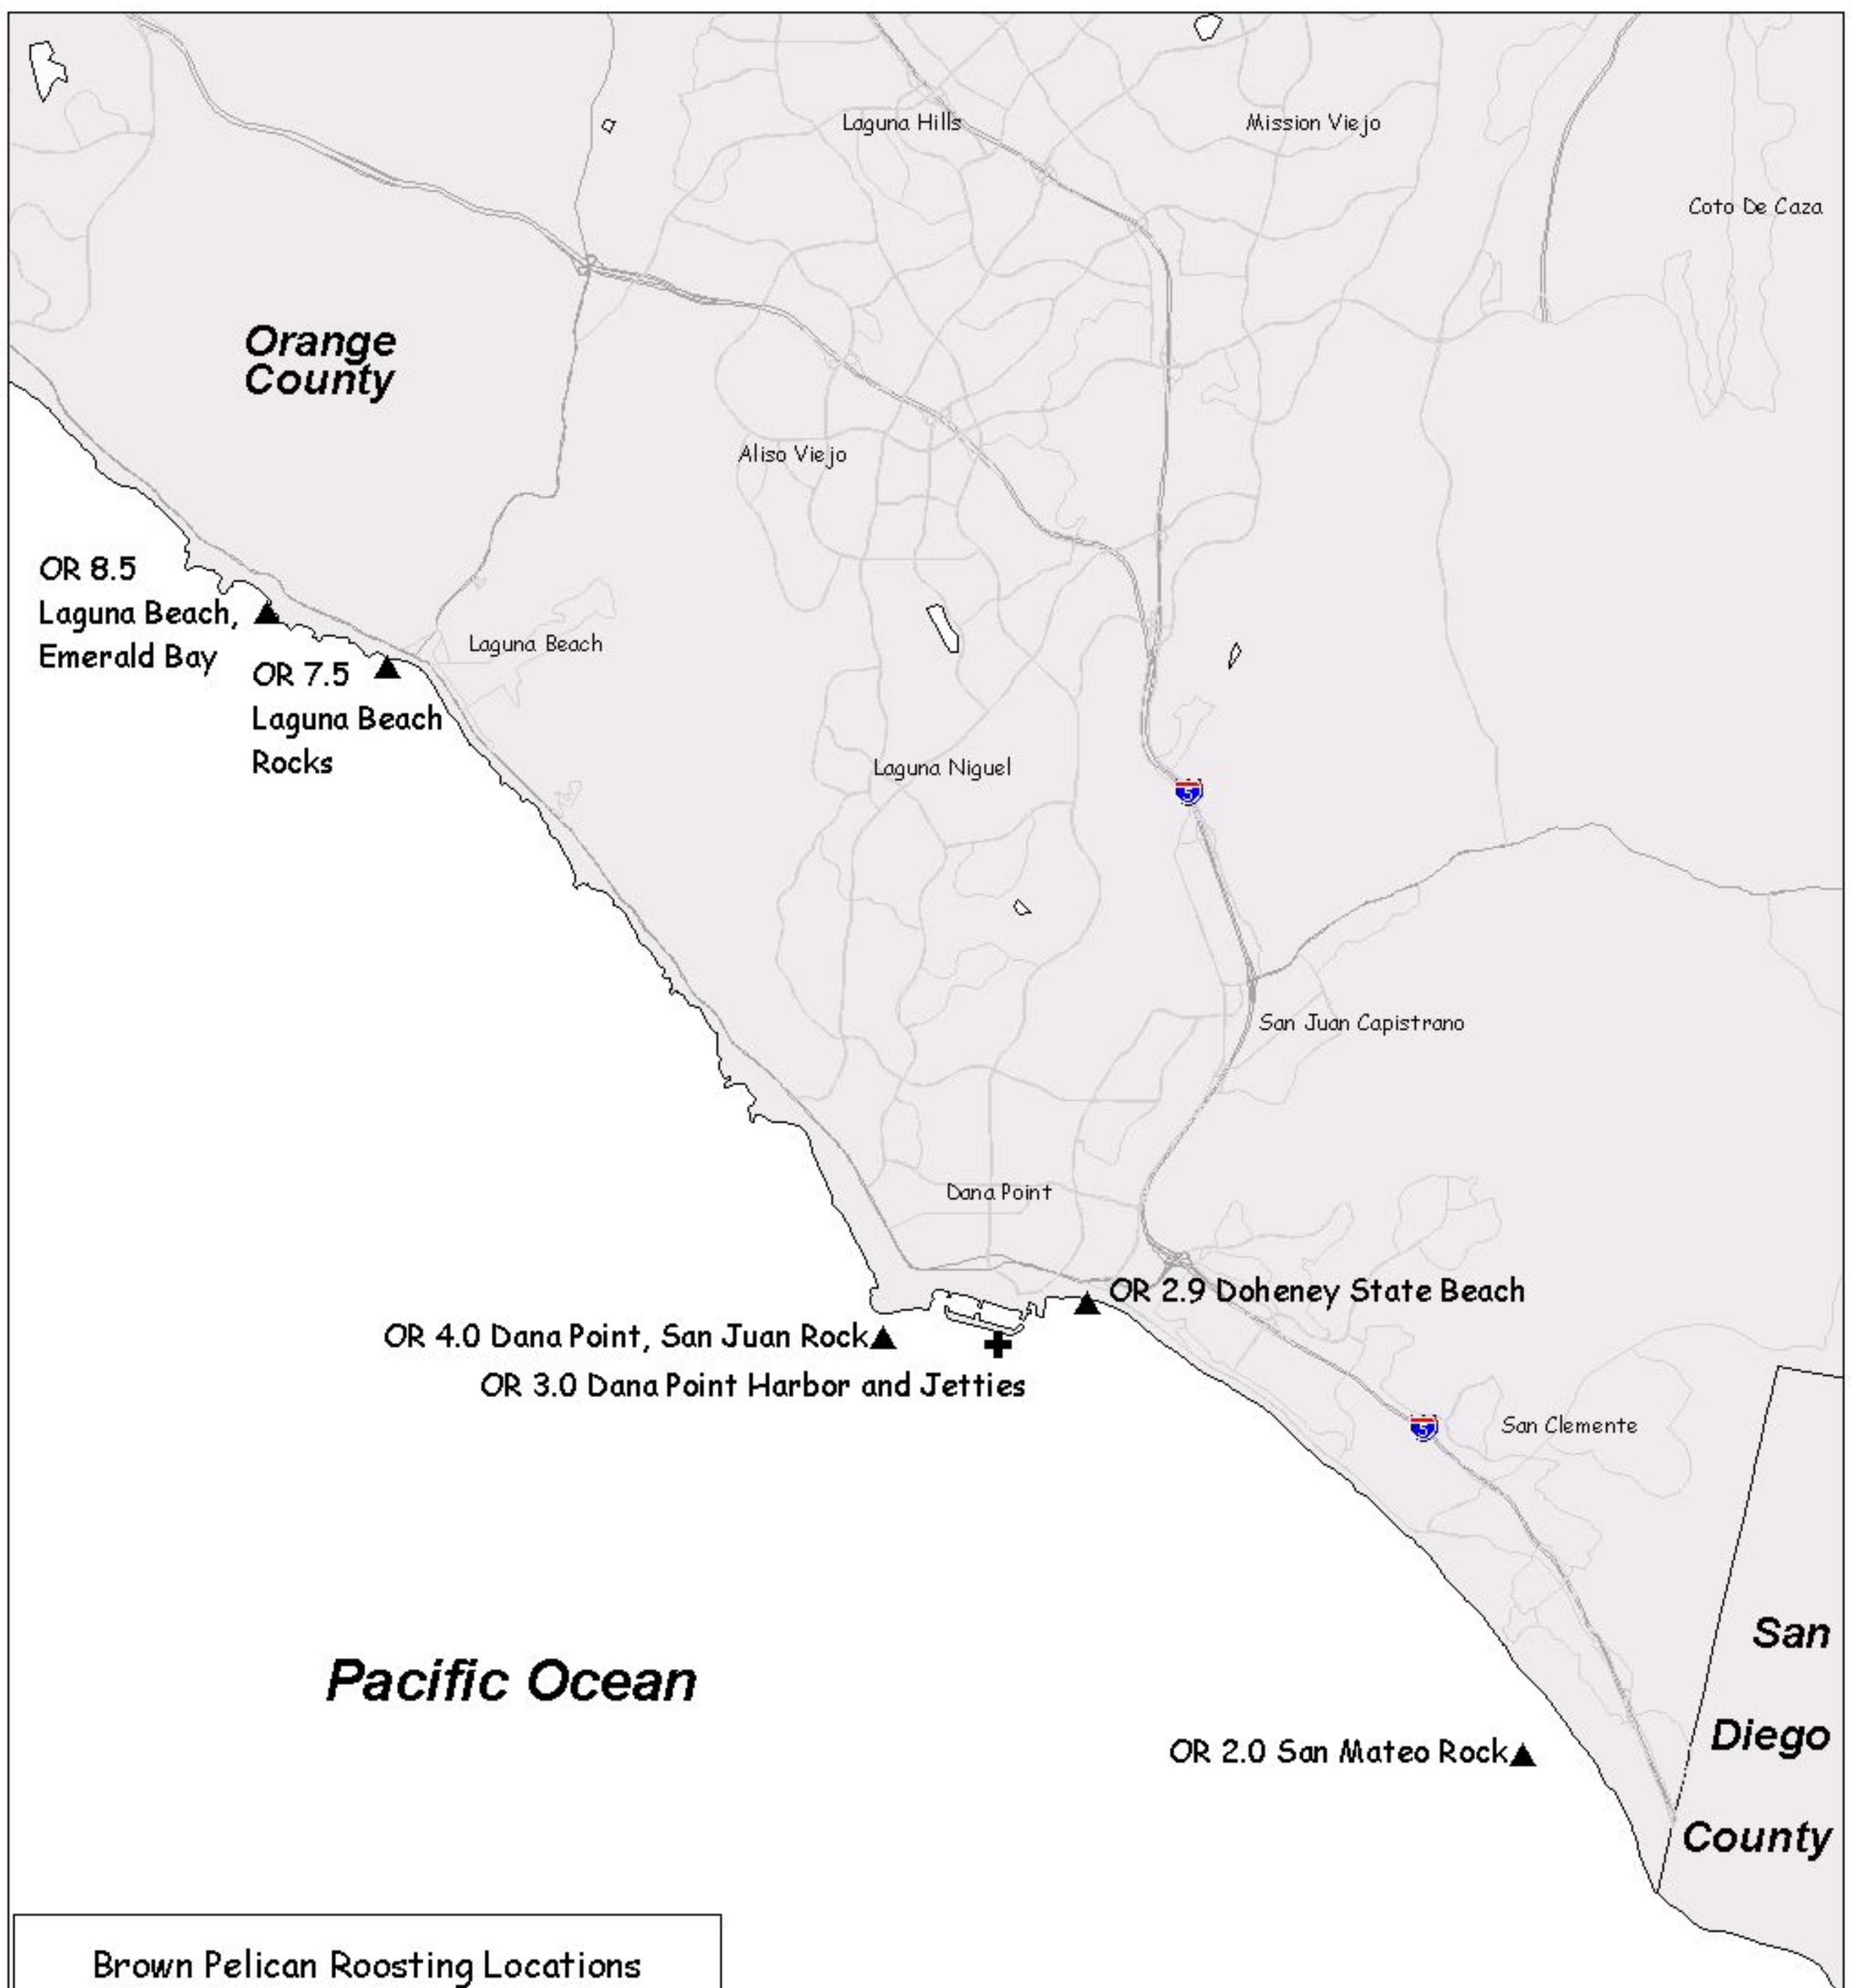 Laguna Hills
Mission Viejo
Coto De Caza
Orange
County
Aliso Viejo
OR 8.5
Laguna Beach,
Emerald Bay
Laguna Beach
OR 7.5
Laguna Beach
Rocks
Laguna Niguel
5
San Juan Capistrano
Dana Point
OR 2.9 Doheney State Beach
OR 4.0 Dana Point, San Juan Rock
OR 3.0 Dana Point Harbor and Jetties
5
San Clemente
San
Diego
County
Pacific Ocean
OR 2.0 San Mateo Rock
Brown Pelican Roosting Locations